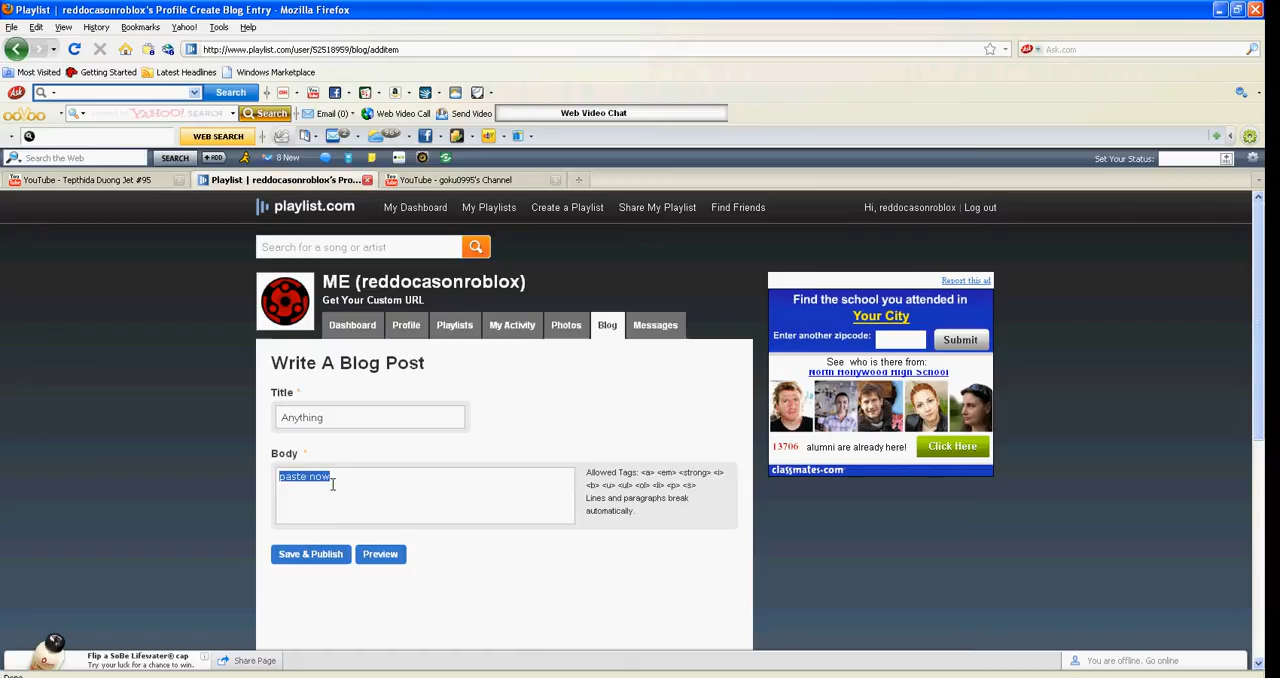 Playlist | reddocasonroblox's Profile Create Blog Entry - Mozilla Firefox
File Edit View History Bookmarks Yahoo! Tools Help
http://www.playlist.com/user/52518959/blog/additem
Ask.com
Most Visited Getting Started Latest Headlines Windows Marketplace
Ask Search
ooVoo YAHOO! SEARCH Search Email (0) Web Video Call Send Video Web Video Chat
WEB SEARCH
Search the Web SEARCH +ADD 8 New Set Your Status:
YouTube - Tepthida Duong Jet #95 Playlist | reddocasonroblox's Pro... YouTube - goku0995's Channel
playlist.com My Dashboard My Playlists Create a Playlist Share My Playlist Find Friends Hi, reddocasonroblox | Log out
Search for a song or artist
ME (reddocasonroblox)
Get Your Custom URL
Dashboard Profile Playlists My Activity Photos Blog Messages
Write A Blog Post
Title *
Anything
Body *
paste now
Allowed Tags: <a> <em> <strong> <i>
<b> <u> <ul> <ol> <li> <p> <s>
Lines and paragraphs break
automatically.
Save & Publish Preview
Report this ad
Find the school you attended in
Your City
Enter another zipcode: Submit
See who is there from:
North Hollywood High School
13706 alumni are already here! Click Here
classmates.com
Flip a SoBe Lifewater® cap
Try your luck for a chance to win.
Share Page
You are offline. Go online
Done